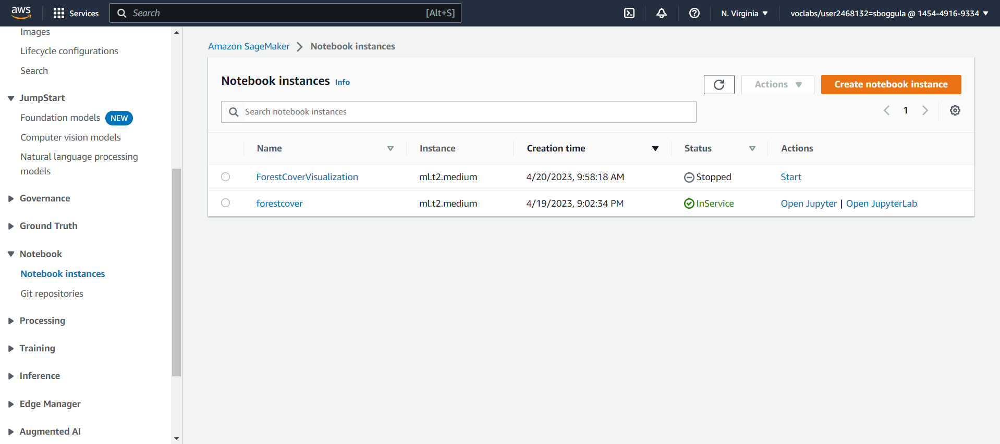 aws
Services
Search [Alt+S]
N. Virginia
voclabs/user2468132=sboggula @ 1454-4916-9334
Images
Lifecycle configurations
Search
JumpStart
Foundation models NEW
Computer vision models
Natural language processing
models
Governance
Ground Truth
Notebook
Notebook instances
Git repositories
Processing
Training
Inference
Edge Manager
Augmented AI
Amazon SageMaker > Notebook instances
Notebook instances Info
Actions
Create notebook instance
Search notebook instances
1
Name Instance Creation time Status Actions
ForestCoverVisualization ml.t2.medium 4/20/2023, 9:58:18 AM Stopped Start
forestcover ml.t2.medium 4/19/2023, 9:02:34 PM InService Open Jupyter | Open JupyterLab